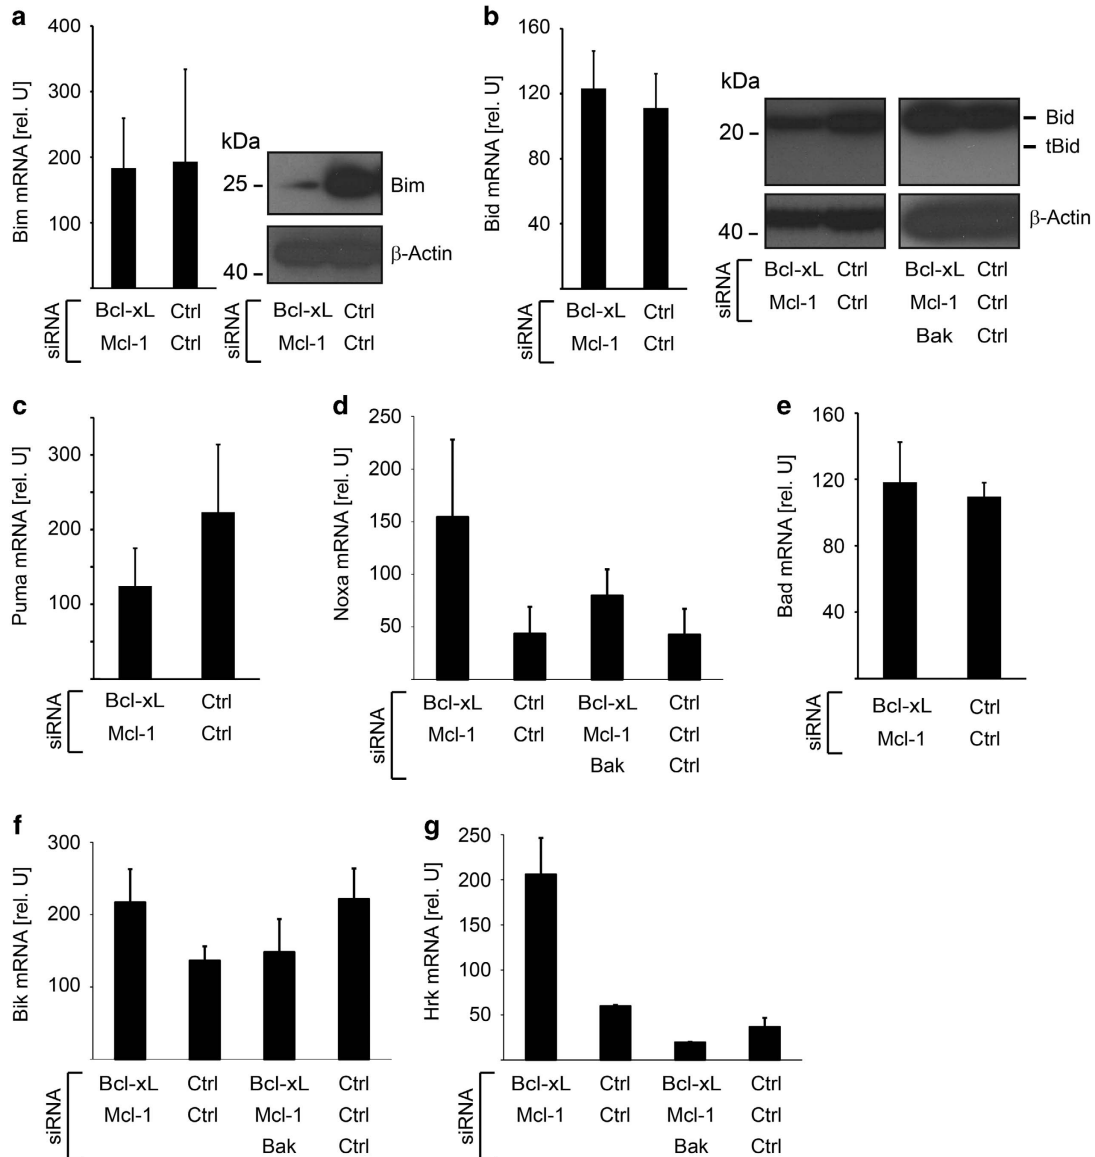 a
400
300
200
100
Bim mRNA [rel. U]
kDa
25
Bim
40
β-Actin
siRNA
Bcl-xL Ctrl
Mcl-1 Ctrl
siRNA
Bcl-xL Ctrl
Mcl-1 Ctrl
b
160
120
80
40
Bid mRNA [rel. U]
kDa
20
Bid
tBid
40
β-Actin
siRNA
Bcl-xL Ctrl
Mcl-1 Ctrl
siRNA
Bcl-xL Ctrl Bcl-xL Ctrl
Mcl-1 Ctrl Mcl-1 Ctrl
Bak Ctrl
c
300
200
100
Puma mRNA [rel. U]
siRNA
Bcl-xL Ctrl
Mcl-1 Ctrl
d
250
200
150
100
50
Noxa mRNA [rel. U]
siRNA
Bcl-xL Ctrl Bcl-xL Ctrl
Mcl-1 Ctrl Mcl-1 Ctrl
Bak Ctrl
e
160
120
80
40
Bad mRNA [rel. U]
siRNA
Bcl-xL Ctrl
Mcl-1 Ctrl
f
300
200
100
Bik mRNA [rel. U]
siRNA
Bcl-xL Ctrl Bcl-xL Ctrl
Mcl-1 Ctrl Mcl-1 Ctrl
Bak Ctrl
g
250
200
150
100
50
Hrk mRNA [rel. U]
siRNA
Bcl-xL Ctrl Bcl-xL Ctrl
Mcl-1 Ctrl Mcl-1 Ctrl
Bak Ctrl